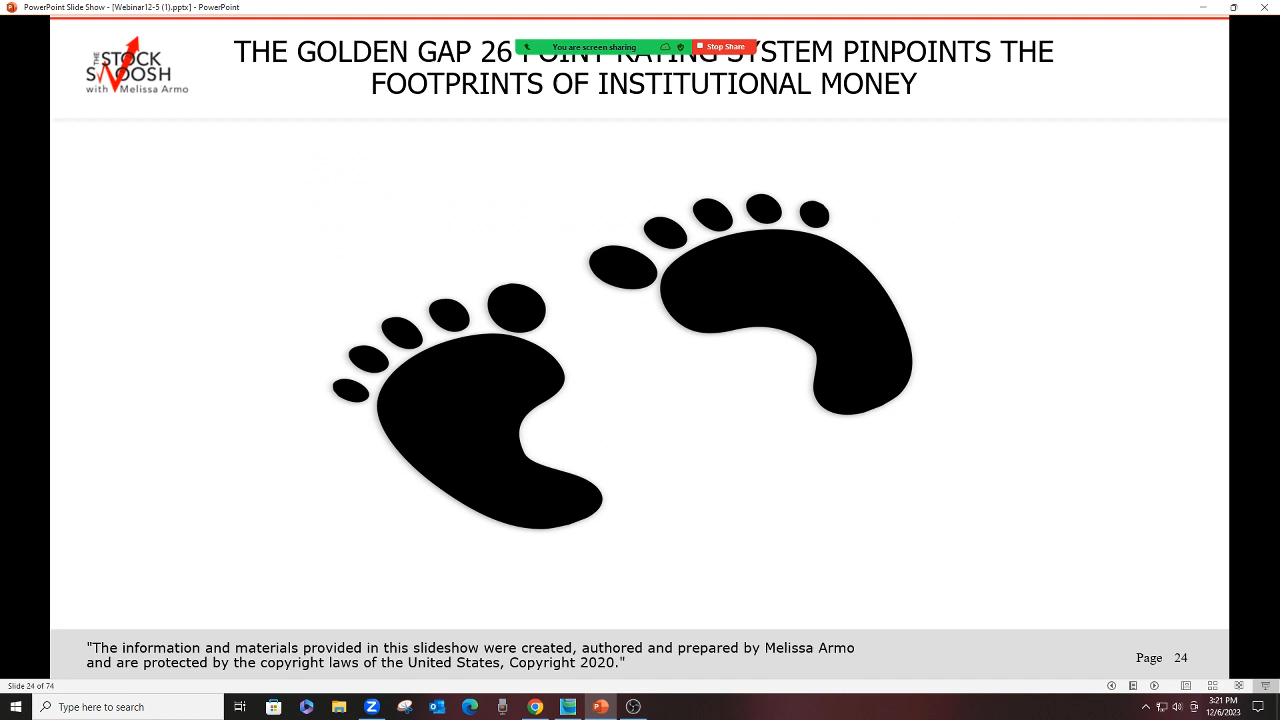 PowerPoint Slide Show - [Webinar12-5 (1).pptx] - PowerPoint
THE STOCK
SWOOSH
with Melissa Armo
THE GOLDEN GAP 26 POINT RATING SYSTEM PINPOINTS THE
FOOTPRINTS OF INSTITUTIONAL MONEY
You are screen sharing
Stop Share
"The information and materials provided in this slideshow were created, authored and prepared by Melissa Armo
and are protected by the copyright laws of the United States, Copyright 2020."
Page 24
Slide 24 of 74
Type here to search
3:21 PM
12/6/2023